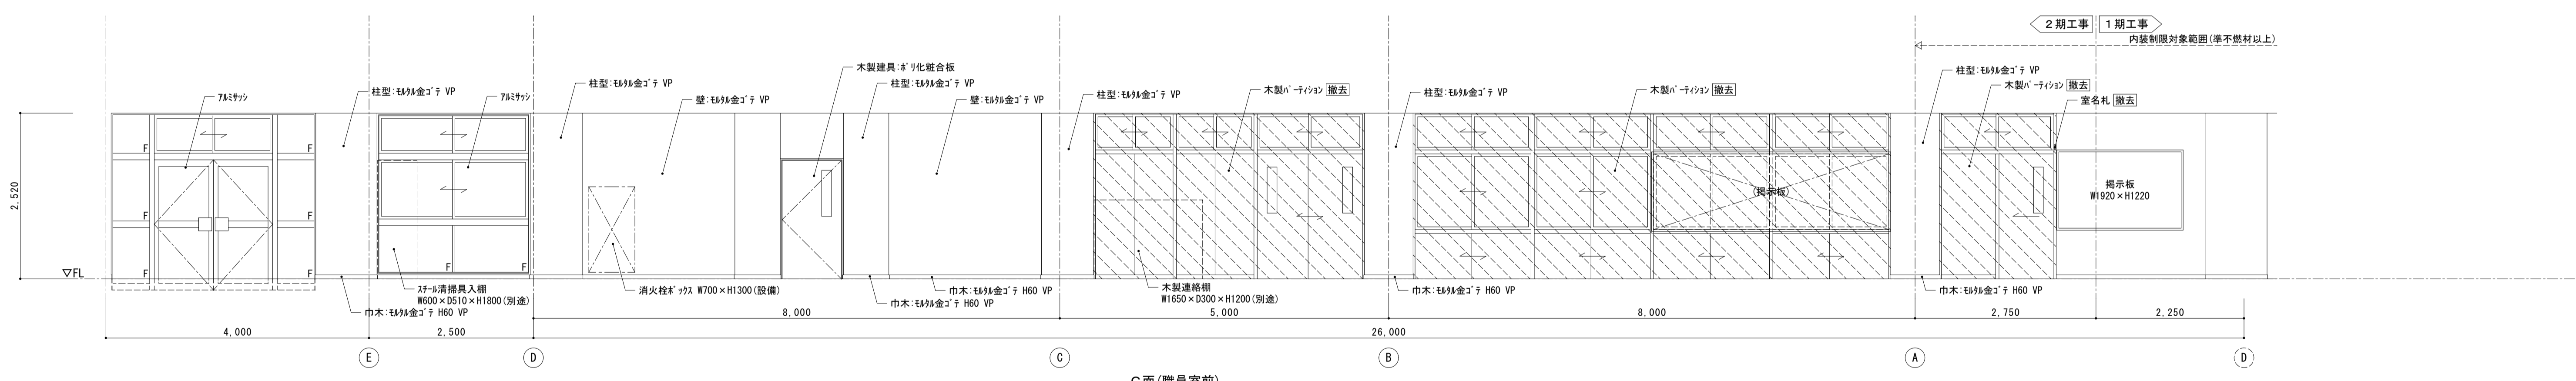 ２期工事 １期工事
内装制限対象範囲(準不燃材以上)
木製建具:ﾎﾟﾘ化粧合板
柱型:ﾓﾙﾀﾙ金ｺﾞﾃ VP
柱型:ﾓﾙﾀﾙ金ｺﾞﾃ VP
柱型:ﾓﾙﾀﾙ金ｺﾞﾃ VP
木製ﾊﾟｰﾃｨｼｮﾝ 撤去
木製ﾊﾟｰﾃｨｼｮﾝ 撤去
木製ﾊﾟｰﾃｨｼｮﾝ 撤去
柱型:ﾓﾙﾀﾙ金ｺﾞﾃ VP
柱型:ﾓﾙﾀﾙ金ｺﾞﾃ VP
柱型:ﾓﾙﾀﾙ金ｺﾞﾃ VP
ｱﾙﾐｻｯｼ
ｱﾙﾐｻｯｼ
壁:ﾓﾙﾀﾙ金ｺﾞﾃ VP
壁:ﾓﾙﾀﾙ金ｺﾞﾃ VP
室名札 撤去
F F
F F
F F F F
2,520
▽FL
(掲示板)
掲示板
W1920×H1220
ｽﾁｰﾙ清掃具入棚
W600×D510×H1800(別途)
巾木:ﾓﾙﾀﾙ金ｺﾞﾃ H60 VP
消火栓ﾎﾞｯｸｽ W700×H1300(設備)
巾木:ﾓﾙﾀﾙ金ｺﾞﾃ H60 VP
巾木:ﾓﾙﾀﾙ金ｺﾞﾃ H60 VP
木製連絡棚
W1650×D300×H1200(別途)
巾木:ﾓﾙﾀﾙ金ｺﾞﾃ H60 VP
巾木:ﾓﾙﾀﾙ金ｺﾞﾃ H60 VP
8,000 5,000 8,000 2,750 2,250
4,000 2,500 26,000
E D C B A D
C面(職員室前)